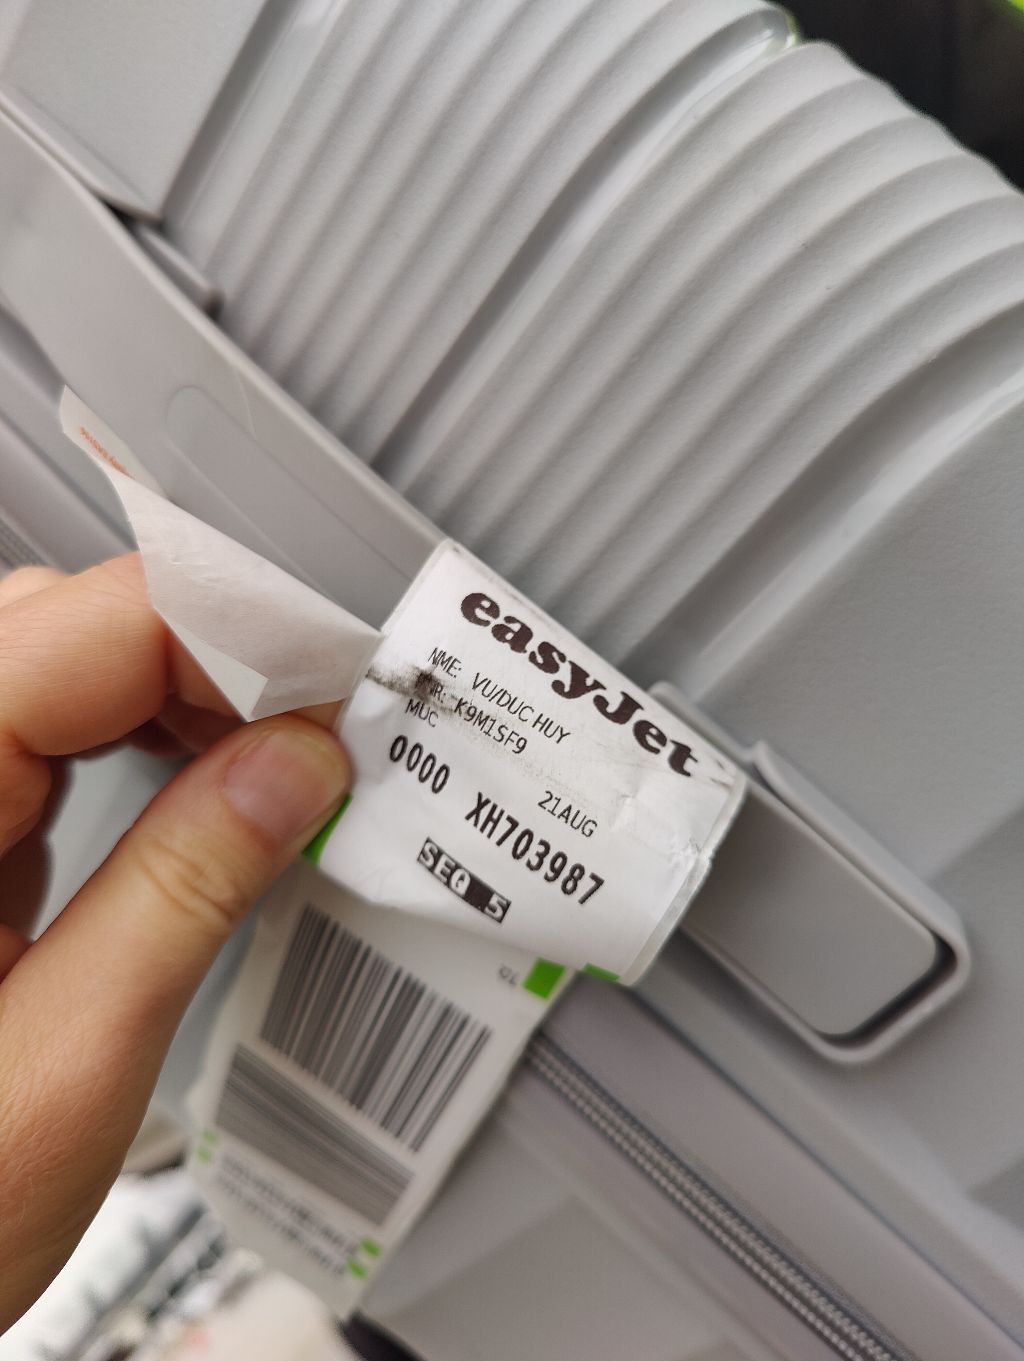 easyJet
NME: VU/DUC HUY
K9M1SF9
MUC
21AUG
0000 XH703987
SEQ 5